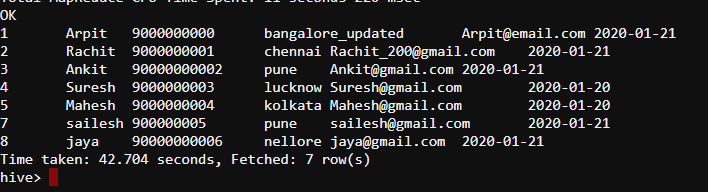 Total MapReduce CPU Time Spent: 11 seconds 220 msec
OK
1 Arpit 9000000000 bangalore_updated Arpit@email.com 2020-01-21
2 Rachit 9000000001 chennai Rachit_200@gmail.com 2020-01-21
3 Ankit 90000000002 pune Ankit@gmail.com 2020-01-21
4 Suresh 9000000003 lucknow Suresh@gmail.com 2020-01-20
5 Mahesh 9000000004 kolkata Mahesh@gmail.com 2020-01-20
7 sailesh 900000005 pune sailesh@gmail.com 2020-01-21
8 jaya 90000000006 nellore jaya@gmail.com 2020-01-21
Time taken: 42.704 seconds, Fetched: 7 row(s)
hive>